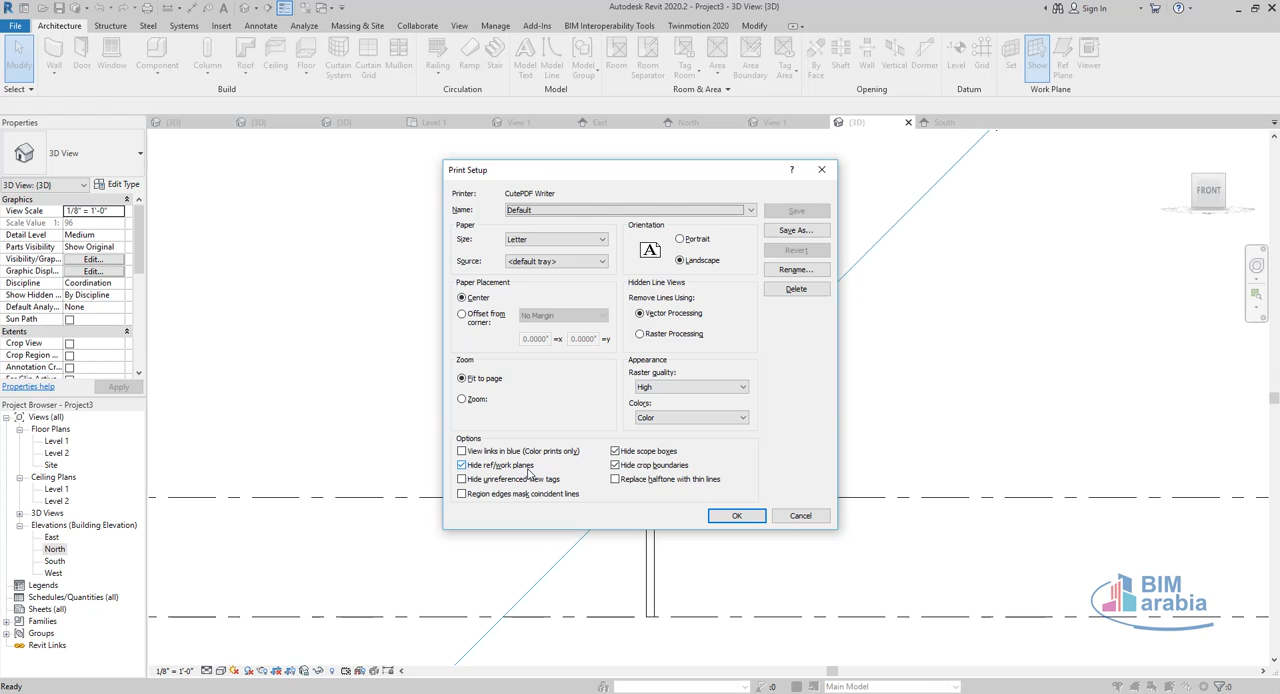 Autodesk Revit 2020.2 - Project3 - 3D View: {3D}
Sign In
File Architecture Structure Steel Systems Insert Annotate Analyze Massing & Site Collaborate View Manage Add-Ins BIM Interoperability Tools Twinmotion 2020 Modify
Modify Wall Door Window Component Column Roof Ceiling Floor Curtain System Curtain Grid Mullion Railing Ramp Stair Model Text Model Line Model Group Room Room Separator Tag Room Area Area Boundary Tag Area By Face Shaft Wall Vertical Dormer Level Grid Set Show Ref Plane Viewer
Select Build Circulation Model Room & Area Opening Datum Work Plane
Properties
{3D} {3D} {3D} Level 1 View 1 East North View 1 {3D} South
3D View
3D View: {3D} Edit Type
Graphics
View Scale 1/8" = 1'-0"
Scale Value 1: 96
Detail Level Medium
Parts Visibility Show Original
Visibility/Grap... Edit...
Graphic Displ... Edit...
Discipline Coordination
Show Hidden ... By Discipline
Default Analy... None
Sun Path
Extents
Crop View
Crop Region ...
Annotation Cr...
Properties help Apply
Project Browser - Project3
Views (all)
Floor Plans
Level 1
Level 2
Site
Ceiling Plans
Level 1
Level 2
3D Views
Elevations (Building Elevation)
East
North
South
West
Legends
Schedules/Quantities (all)
Sheets (all)
Families
Groups
Revit Links
Print Setup
Printer: CutePDF Writer
Name: Default Save
Paper
Size: Letter
Source: <default tray>
Orientation
A
Portrait
Landscape
Save As...
Revert
Rename...
Delete
Paper Placement
Center
Offset from corner: No Margin
0.0000" =x 0.0000" =y
Hidden Line Views
Remove Lines Using:
Vector Processing
Raster Processing
Zoom
Fit to page
Zoom:
Appearance
Raster quality:
High
Colors:
Color
Options
View links in blue (Color prints only) Hide scope boxes
Hide ref/work planes Hide crop boundaries
Hide unreferenced view tags Replace halftone with thin lines
Region edges mask coincident lines
OK Cancel
FRONT
BIM
arabia
1/8" = 1'-0"
Ready :0 Main Model :0